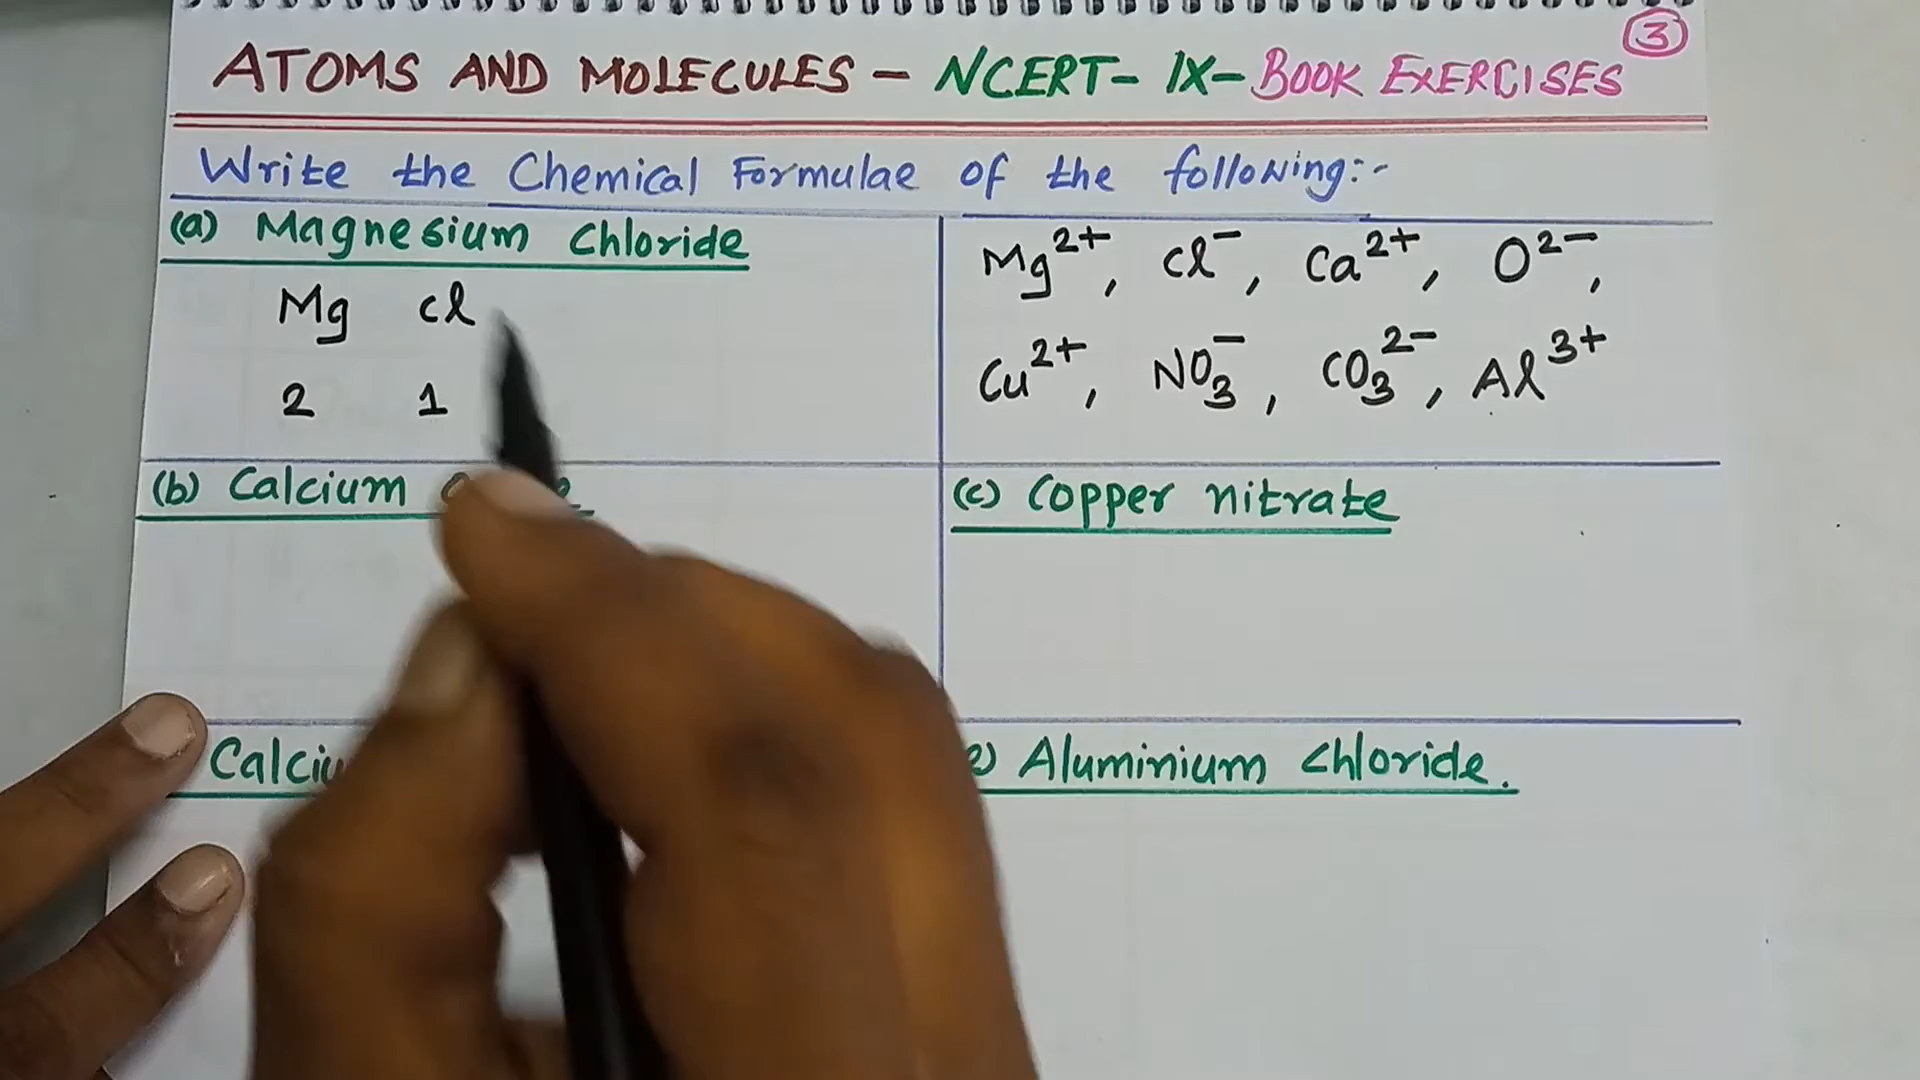 3
ATOMS AND MOLECULES - NCERT- IX- BOOK EXERCISES
Write the Chemical Formulae of the following:-
(a) Magnesium Chloride
Mg Cl
2 1
Mg²⁺, Cl⁻, Ca²⁺, O²⁻,
Cu²⁺, NO₃⁻, CO₃²⁻, Al³⁺
(b) Calcium
(c) Copper nitrate
Aluminium Chloride.